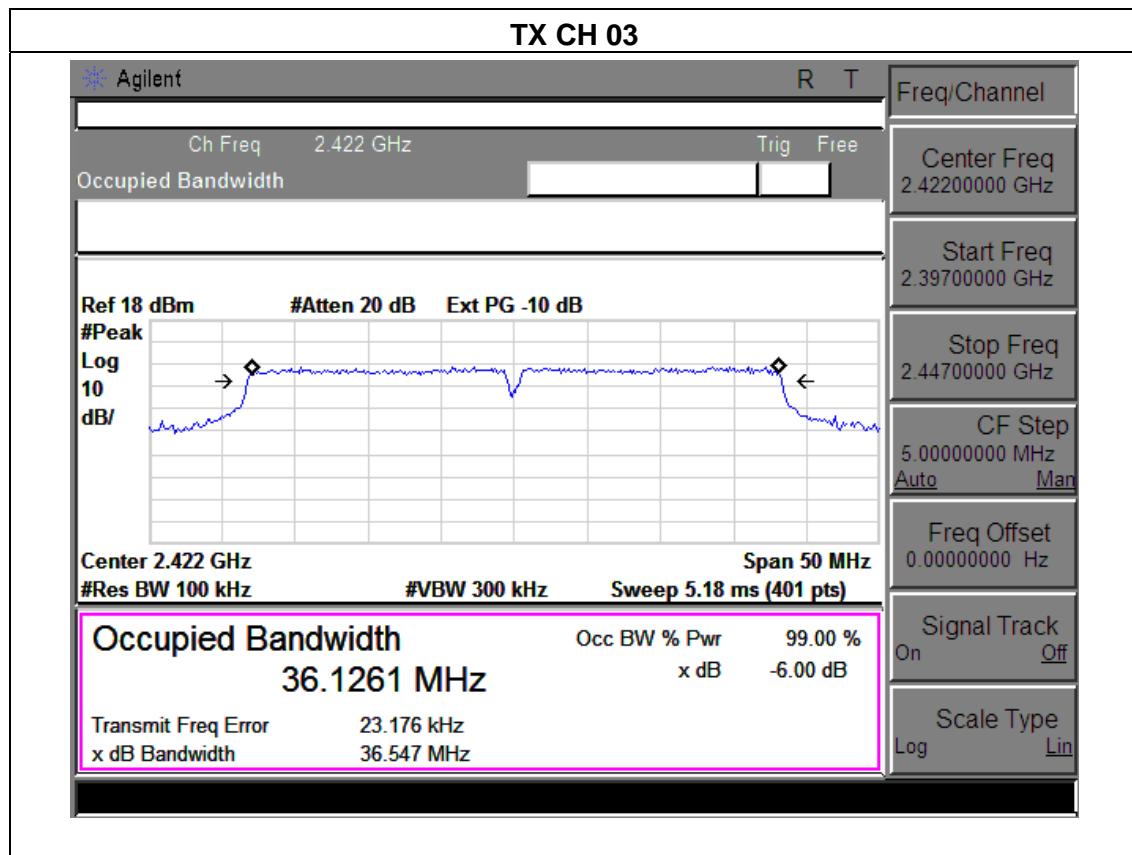 TX CH 03
Agilent R T
Freq/Channel
Ch Freq 2.422 GHz Trig Free
Occupied Bandwidth
Center Freq
2.42200000 GHz
Start Freq
2.39700000 GHz
Ref 18 dBm #Atten 20 dB Ext PG -10 dB
#Peak
Log
10
dB/
Stop Freq
2.44700000 GHz
CF Step
5.00000000 MHz
Auto Man
Freq Offset
0.00000000 Hz
Center 2.422 GHz Span 50 MHz
#Res BW 100 kHz #VBW 300 kHz Sweep 5.18 ms (401 pts)
Occupied Bandwidth Occ BW % Pwr 99.00 %
36.1261 MHz x dB -6.00 dB
Transmit Freq Error 23.176 kHz
x dB Bandwidth 36.547 MHz
Signal Track
On Off
Scale Type
Log Lin